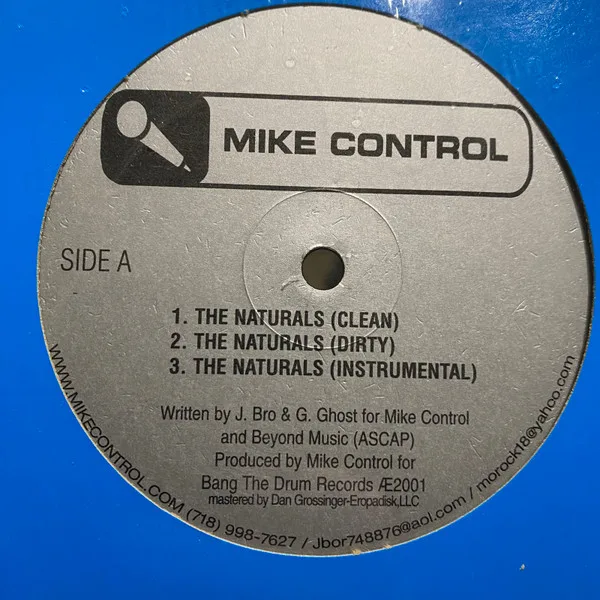 MIKE CONTROL
SIDE A
1. THE NATURALS (CLEAN)
2. THE NATURALS (DIRTY)
3. THE NATURALS (INSTRUMENTAL)
Written by J. Bro & G. Ghost for Mike Control
and Beyond Music (ASCAP)
Produced by Mike Control for
Bang The Drum Records Æ2001
mastered by Dan Grossinger-Eropadisk,LLC
WWW.MIKECONTROL.COM (718) 998-7627 / Jbor748876@aol.com / morock18@yahoo.com